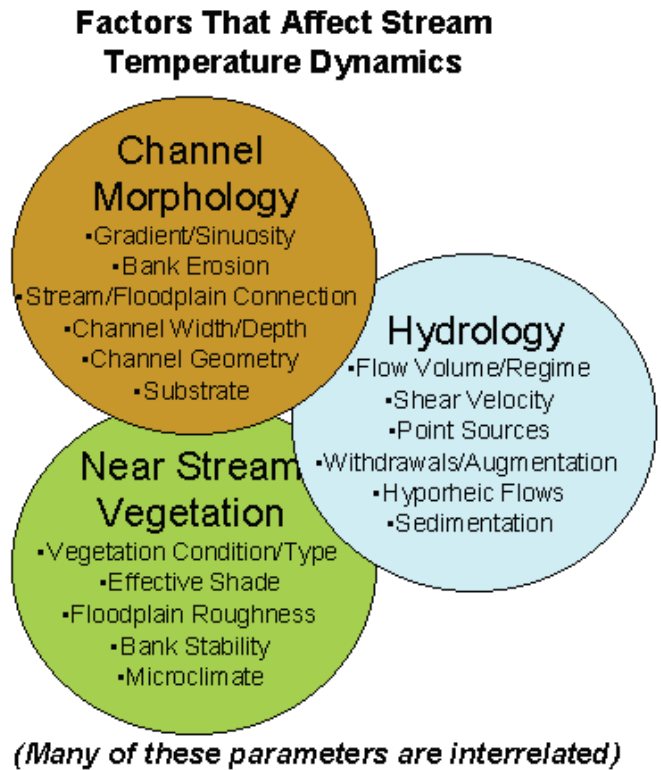 Factors That Affect Stream
Temperature Dynamics
Channel
Morphology
▪Gradient/Sinuosity
▪Bank Erosion
▪Stream/Floodplain Connection
▪Channel Width/Depth
▪Channel Geometry
▪Substrate
Hydrology
▪Flow Volume/Regime
▪Shear Velocity
▪Point Sources
▪Withdrawals/Augmentation
▪Hyporheic Flows
▪Sedimentation
Near Stream
Vegetation
▪Vegetation Condition/Type
▪Effective Shade
▪Floodplain Roughness
▪Bank Stability
▪Microclimate
(Many of these parameters are interrelated)